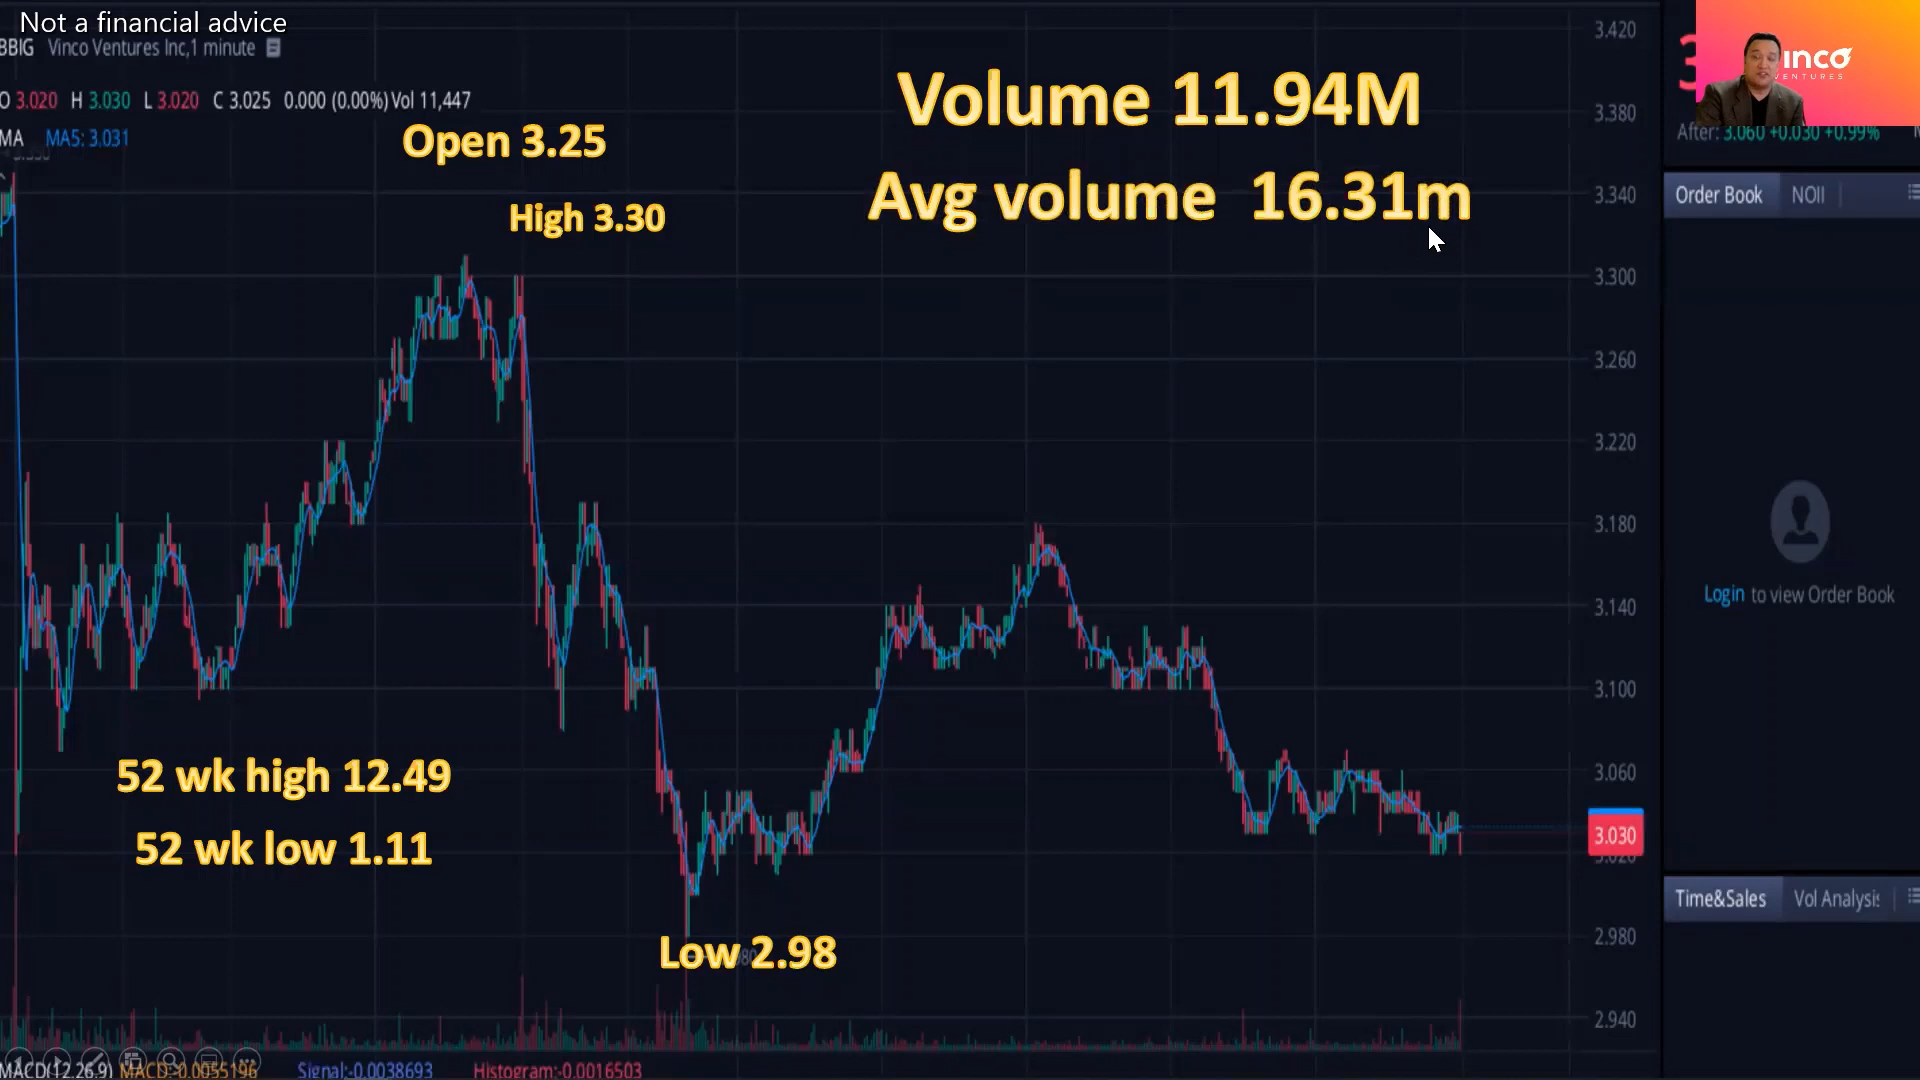 Not a financial advice
BBIG Vinco Ventures Inc,1 minute
O 3.020 H 3.030 L 3.020 C 3.025 0.000 (0.00%) Vol 11,447
MA MA5: 3.031
Open 3.25
High 3.30
Volume 11.94M
Avg volume 16.31m
52 wk high 12.49
52 wk low 1.11
Low 2.98
3.420
3.380
3.340
3.300
3.260
3.220
3.180
3.140
3.100
3.060
3.030
3.020
2.980
2.940
inco
VENTURES
After: 3.060 +0.030 +0.99%
Order Book NOII
Login to view Order Book
Time&Sales Vol Analysis
MACD(12,26,9) MACD:-0.0055196 Signal:-0.0038693 Histogram:-0.0016503